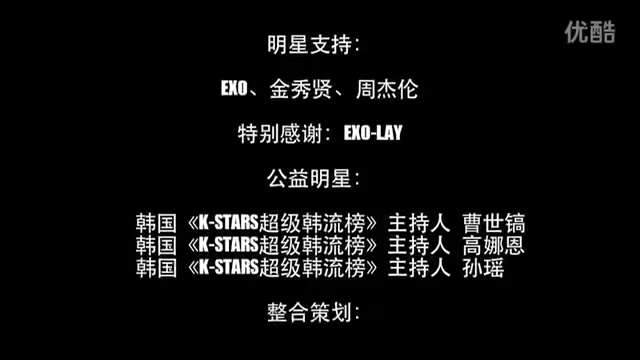 优酷
明星支持：
EXO、金秀贤、周杰伦
特别感谢：EXO-LAY
公益明星：
韩国《K-STARS超级韩流榜》主持人 曹世镐
韩国《K-STARS超级韩流榜》主持人 高娜恩
韩国《K-STARS超级韩流榜》主持人 孙瑶
整合策划：